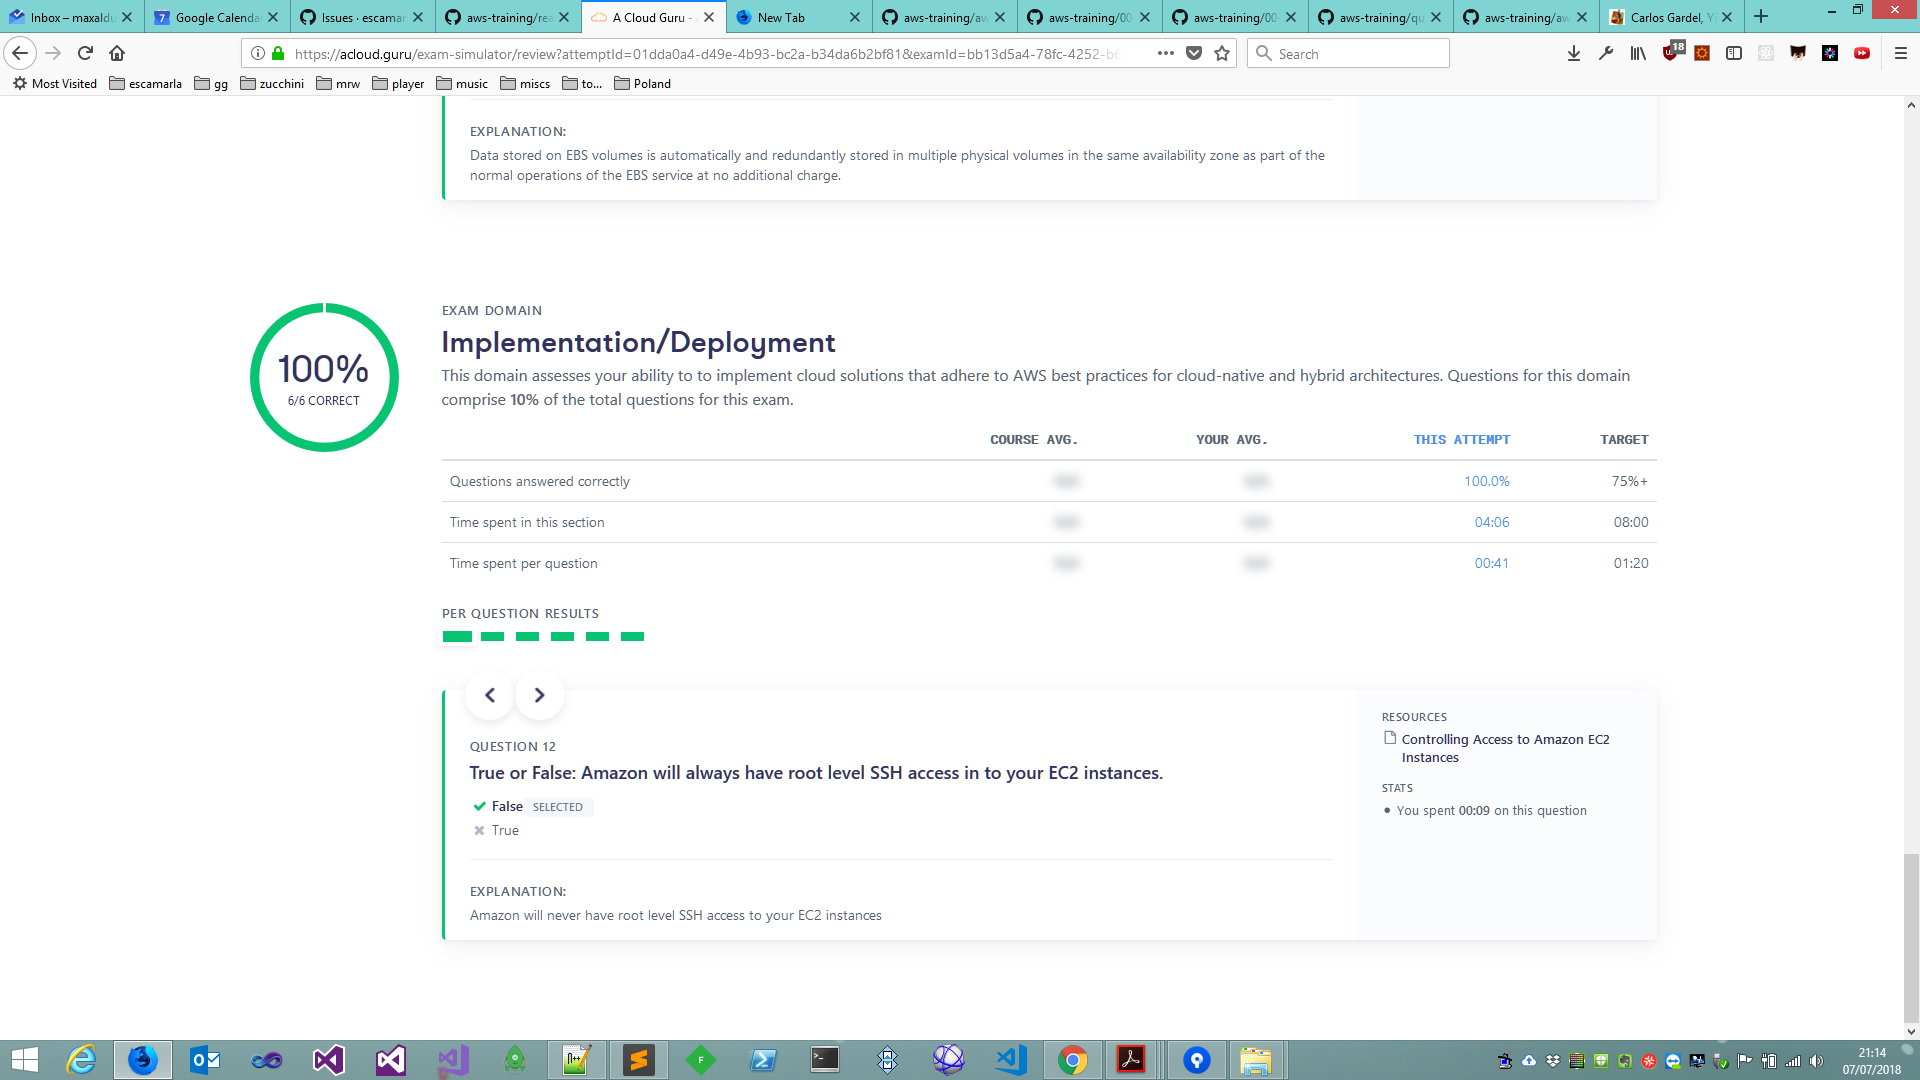 Inbox – maxaldu
Google Calenda
Issues · escamar
aws-training/rea
A Cloud Guru -
New Tab
aws-training/aw
aws-training/00
aws-training/00
aws-training/qu
aws-training/aw
Carlos Gardel, Y
https://acloud.guru/exam-simulator/review?attemptId=01dda0a4-d49e-4b93-bc2a-b34da6b2bf81&examId=bb13d5a4-78fc-4252-b6
Search
18
Most Visited
escamarla
gg
zucchini
mrw
player
music
miscs
to...
Poland
EXPLANATION:
Data stored on EBS volumes is automatically and redundantly stored in multiple physical volumes in the same availability zone as part of the
normal operations of the EBS service at no additional charge.
100%
6/6 CORRECT
EXAM DOMAIN
Implementation/Deployment
This domain assesses your ability to to implement cloud solutions that adhere to AWS best practices for cloud-native and hybrid architectures. Questions for this domain
comprise 10% of the total questions for this exam.
COURSE AVG. YOUR AVG. THIS ATTEMPT TARGET
Questions answered correctly 100.0% 75%+
Time spent in this section 04:06 08:00
Time spent per question 00:41 01:20
PER QUESTION RESULTS
QUESTION 12
True or False: Amazon will always have root level SSH access in to your EC2 instances.
False SELECTED
True
EXPLANATION:
Amazon will never have root level SSH access to your EC2 instances
RESOURCES
Controlling Access to Amazon EC2
Instances
STATS
You spent 00:09 on this question
21:14
07/07/2018